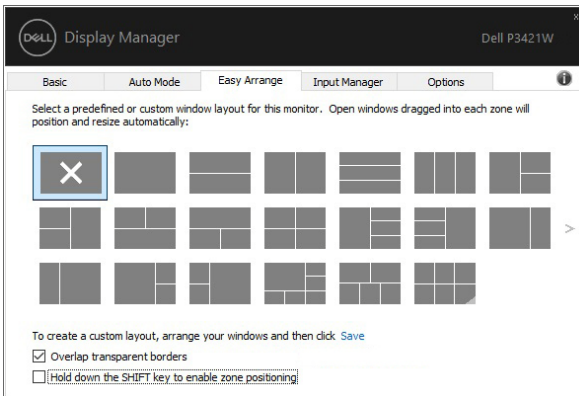 DELL Display Manager Dell P3421W
Basic Auto Mode Easy Arrange Input Manager Options
Select a predefined or custom window layout for this monitor. Open windows dragged into each zone will
position and resize automatically:
To create a custom layout, arrange your windows and then click Save
Overlap transparent borders
Hold down the SHIFT key to enable zone positioning